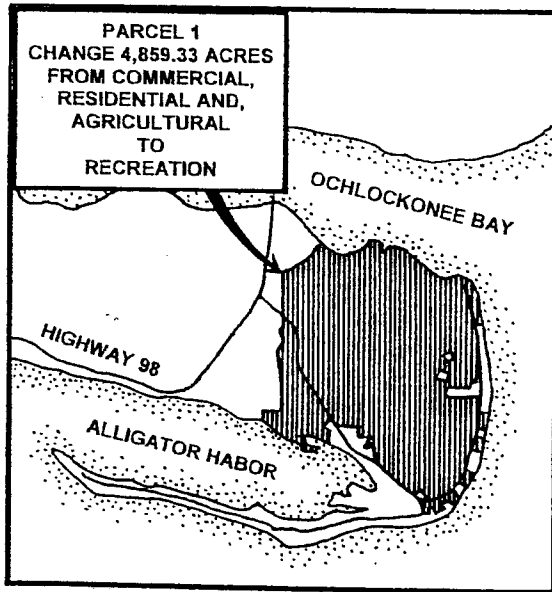 PARCEL 1
CHANGE 4,859.33 ACRES
FROM COMMERCIAL,
RESIDENTIAL AND,
AGRICULTURAL
TO
RECREATION
OCHLOCKONEE BAY
HIGHWAY 98
ALLIGATOR HABOR